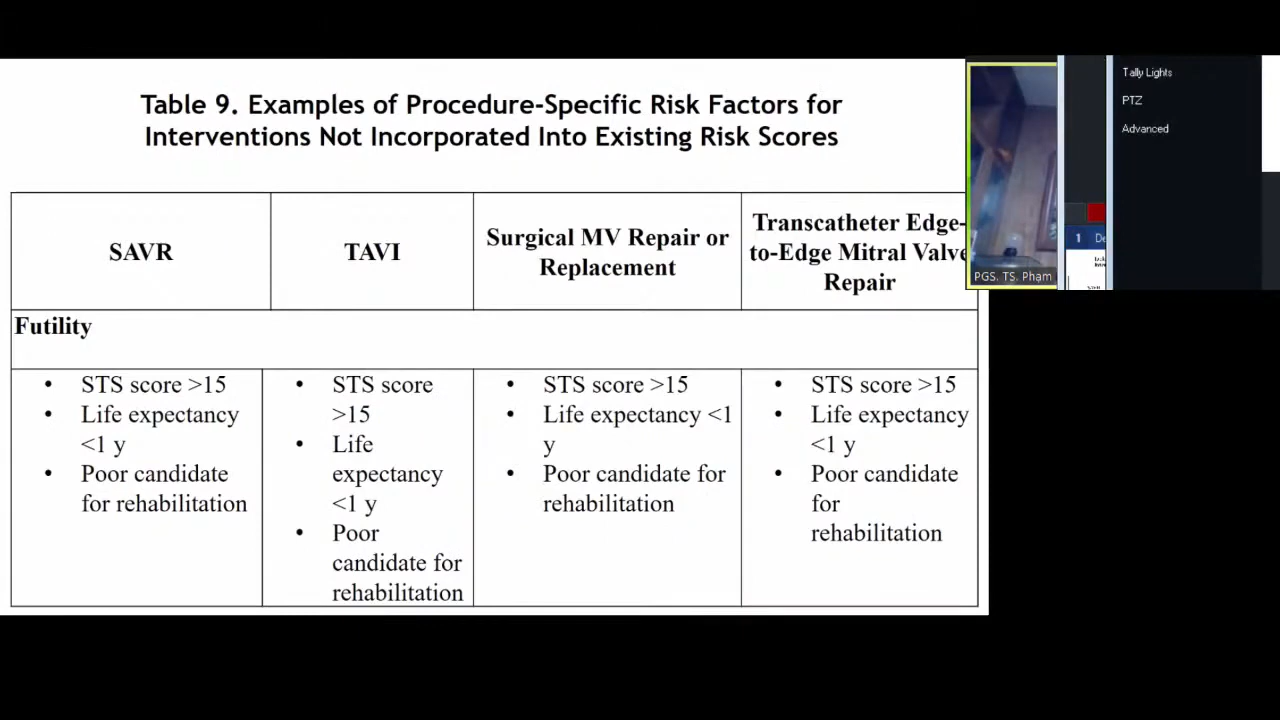 Table 9. Examples of Procedure-Specific Risk Factors for
Interventions Not Incorporated Into Existing Risk Scores
SAVR
TAVI
Surgical MV Repair or
Replacement
Transcatheter Edge-
to-Edge Mitral Valve
Repair
Futility
• STS score >15
• Life expectancy
<1 y
• Poor candidate
for rehabilitation
• STS score
>15
• Life
expectancy
<1 y
• Poor
candidate for
rehabilitation
• STS score >15
• Life expectancy <1
y
• Poor candidate for
rehabilitation
• STS score >15
• Life expectancy
<1 y
• Poor candidate
for
rehabilitation
PGS. TS. Phạm
Tally Lights
PTZ
Advanced
1 De